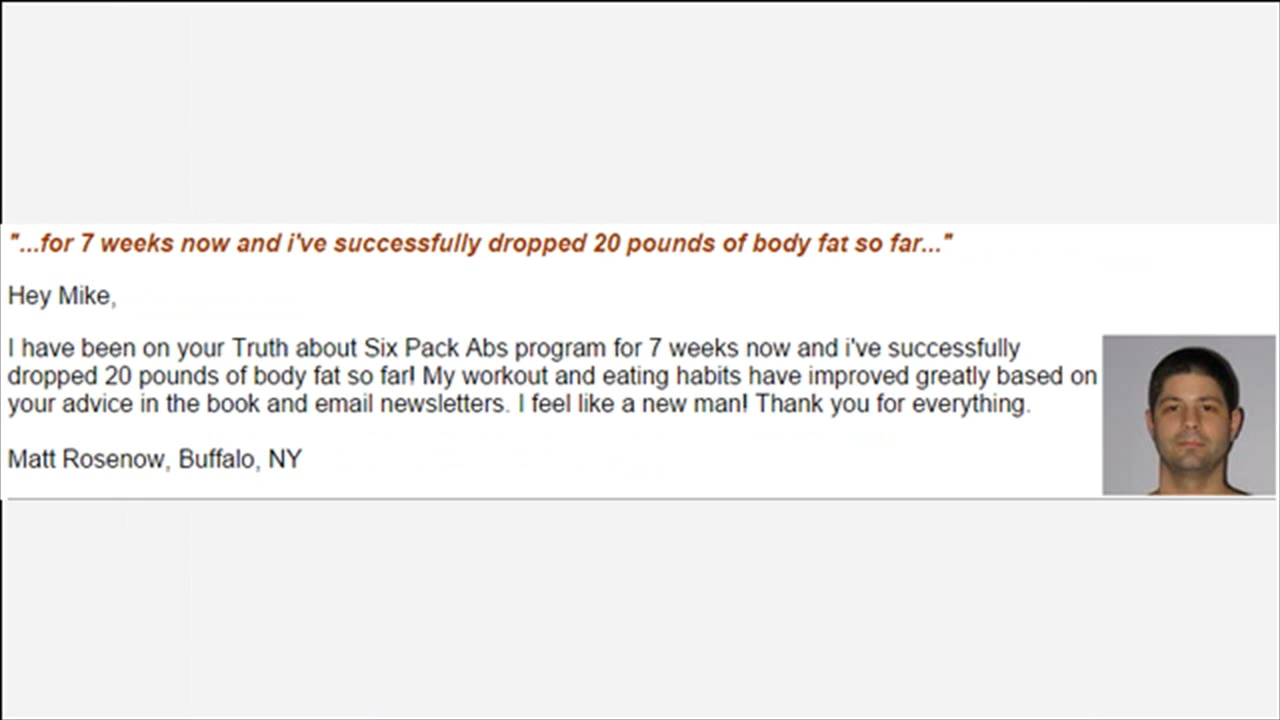 "...for 7 weeks now and i've successfully dropped 20 pounds of body fat so far..."
Hey Mike,
I have been on your Truth about Six Pack Abs program for 7 weeks now and i've successfully
dropped 20 pounds of body fat so far! My workout and eating habits have improved greatly based on
your advice in the book and email newsletters. I feel like a new man! Thank you for everything.
Matt Rosenow, Buffalo, NY